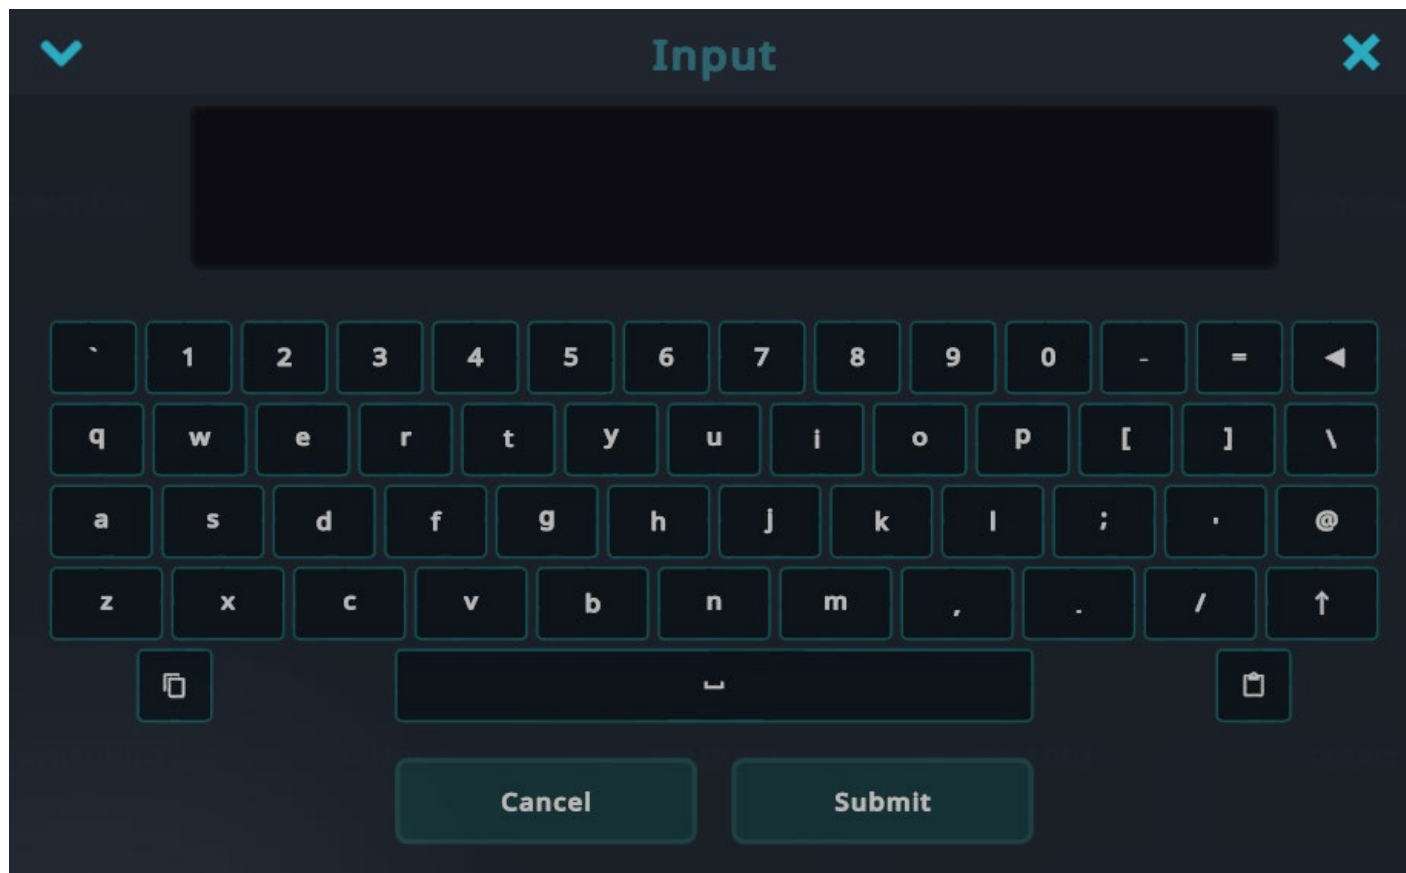 Input
` 1 2 3 4 5 6 7 8 9 0 - =
q w e r t y u i o p [ ] \
a s d f g h j k l ; ' @
z x c v b n m , . / ↑
Cancel Submit